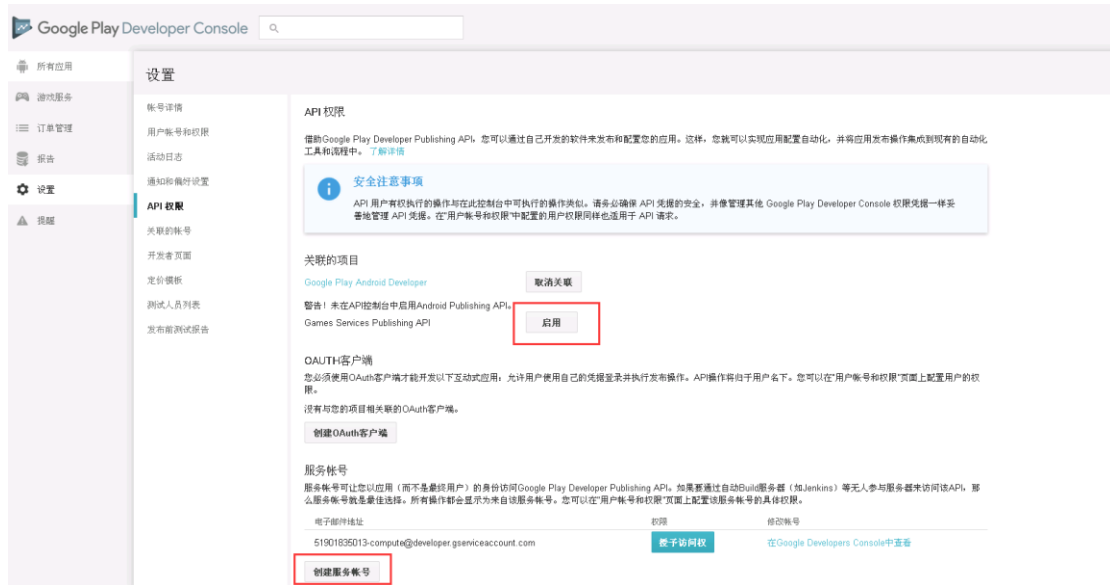 Google Play Developer Console
所有应用
游戏服务
订单管理
报告
设置
提醒
设置
帐号详情
用户帐号和权限
活动日志
通知和偏好设置
API 权限
关联的帐号
开发者页面
定价模板
测试人员列表
发布前测试报告
API 权限
借助Google Play Developer Publishing API，您可以通过自己开发的软件来发布和配置您的应用。这样，您就可以实现应用配置自动化，并将应用发布操作集成到现有的自动化
工具和流程中。 了解详情
安全注意事项
API 用户有权执行的操作与在此控制台中可执行的操作类似。请务必确保 API 凭据的安全，并像管理其他 Google Play Developer Console 权限凭据一样妥
善地管理 API 凭据。在"用户帐号和权限"中配置的用户权限同样也适用于 API 请求。
关联的项目
Google Play Android Developer 取消关联
警告！未在API控制台中启用Android Publishing API。
Games Services Publishing API 启用
OAUTH客户端
您必须使用OAuth客户端才能开发以下互动式应用：允许用户使用自己的凭据登录并执行发布操作。API操作将归于用户名下。您可以在"用户帐号和权限"页面上配置用户的权
限。
没有与您的项目相关联的OAuth客户端。
创建OAuth客户端
服务帐号
服务帐号可让您以应用（而不是最终用户）的身份访问Google Play Developer Publishing API。如果要通过自动Build服务器（如Jenkins）等无人参与服务器来访问该API，那
么服务帐号就是最佳选择。所有操作都会显示为来自该服务帐号。您可以在"用户帐号和权限"页面上配置该服务帐号的具体权限。
电子邮件地址 权限 修改帐号
51901835013-compute@developer.gserviceaccount.com 授予访问权 在Google Developers Console中查看
创建服务帐号